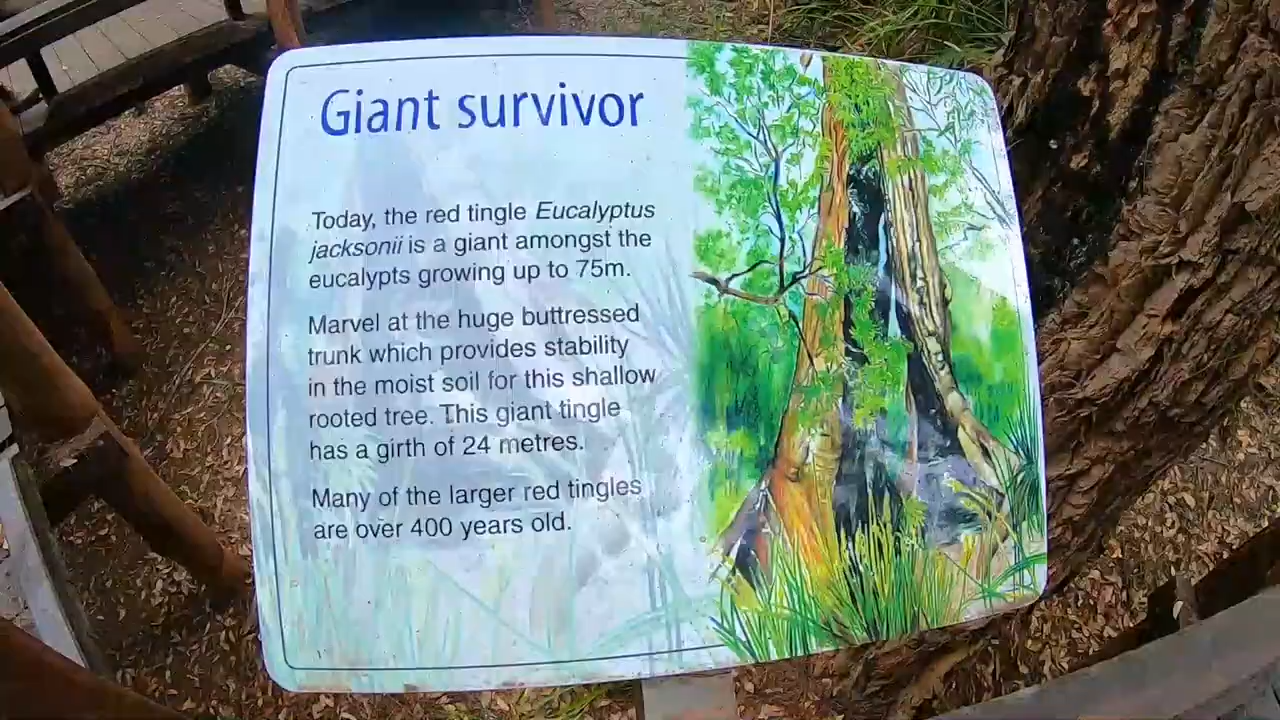 Giant survivor
Today, the red tingle Eucalyptus
jacksonii is a giant amongst the
eucalypts growing up to 75m.
Marvel at the huge buttressed
trunk which provides stability
in the moist soil for this shallow
rooted tree. This giant tingle
has a girth of 24 metres.
Many of the larger red tingles
are over 400 years old.